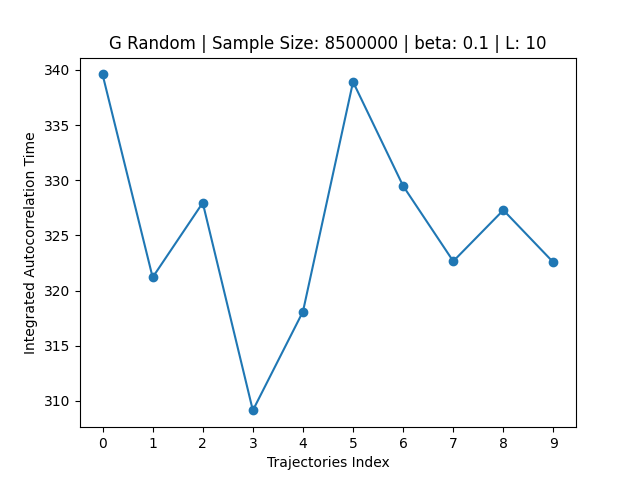 G Random | Sample Size: 8500000 | beta: 0.1 | L: 10
Integrated Autocorrelation Time
340
335
330
325
320
315
310
0 1 2 3 4 5 6 7 8 9
Trajectories Index